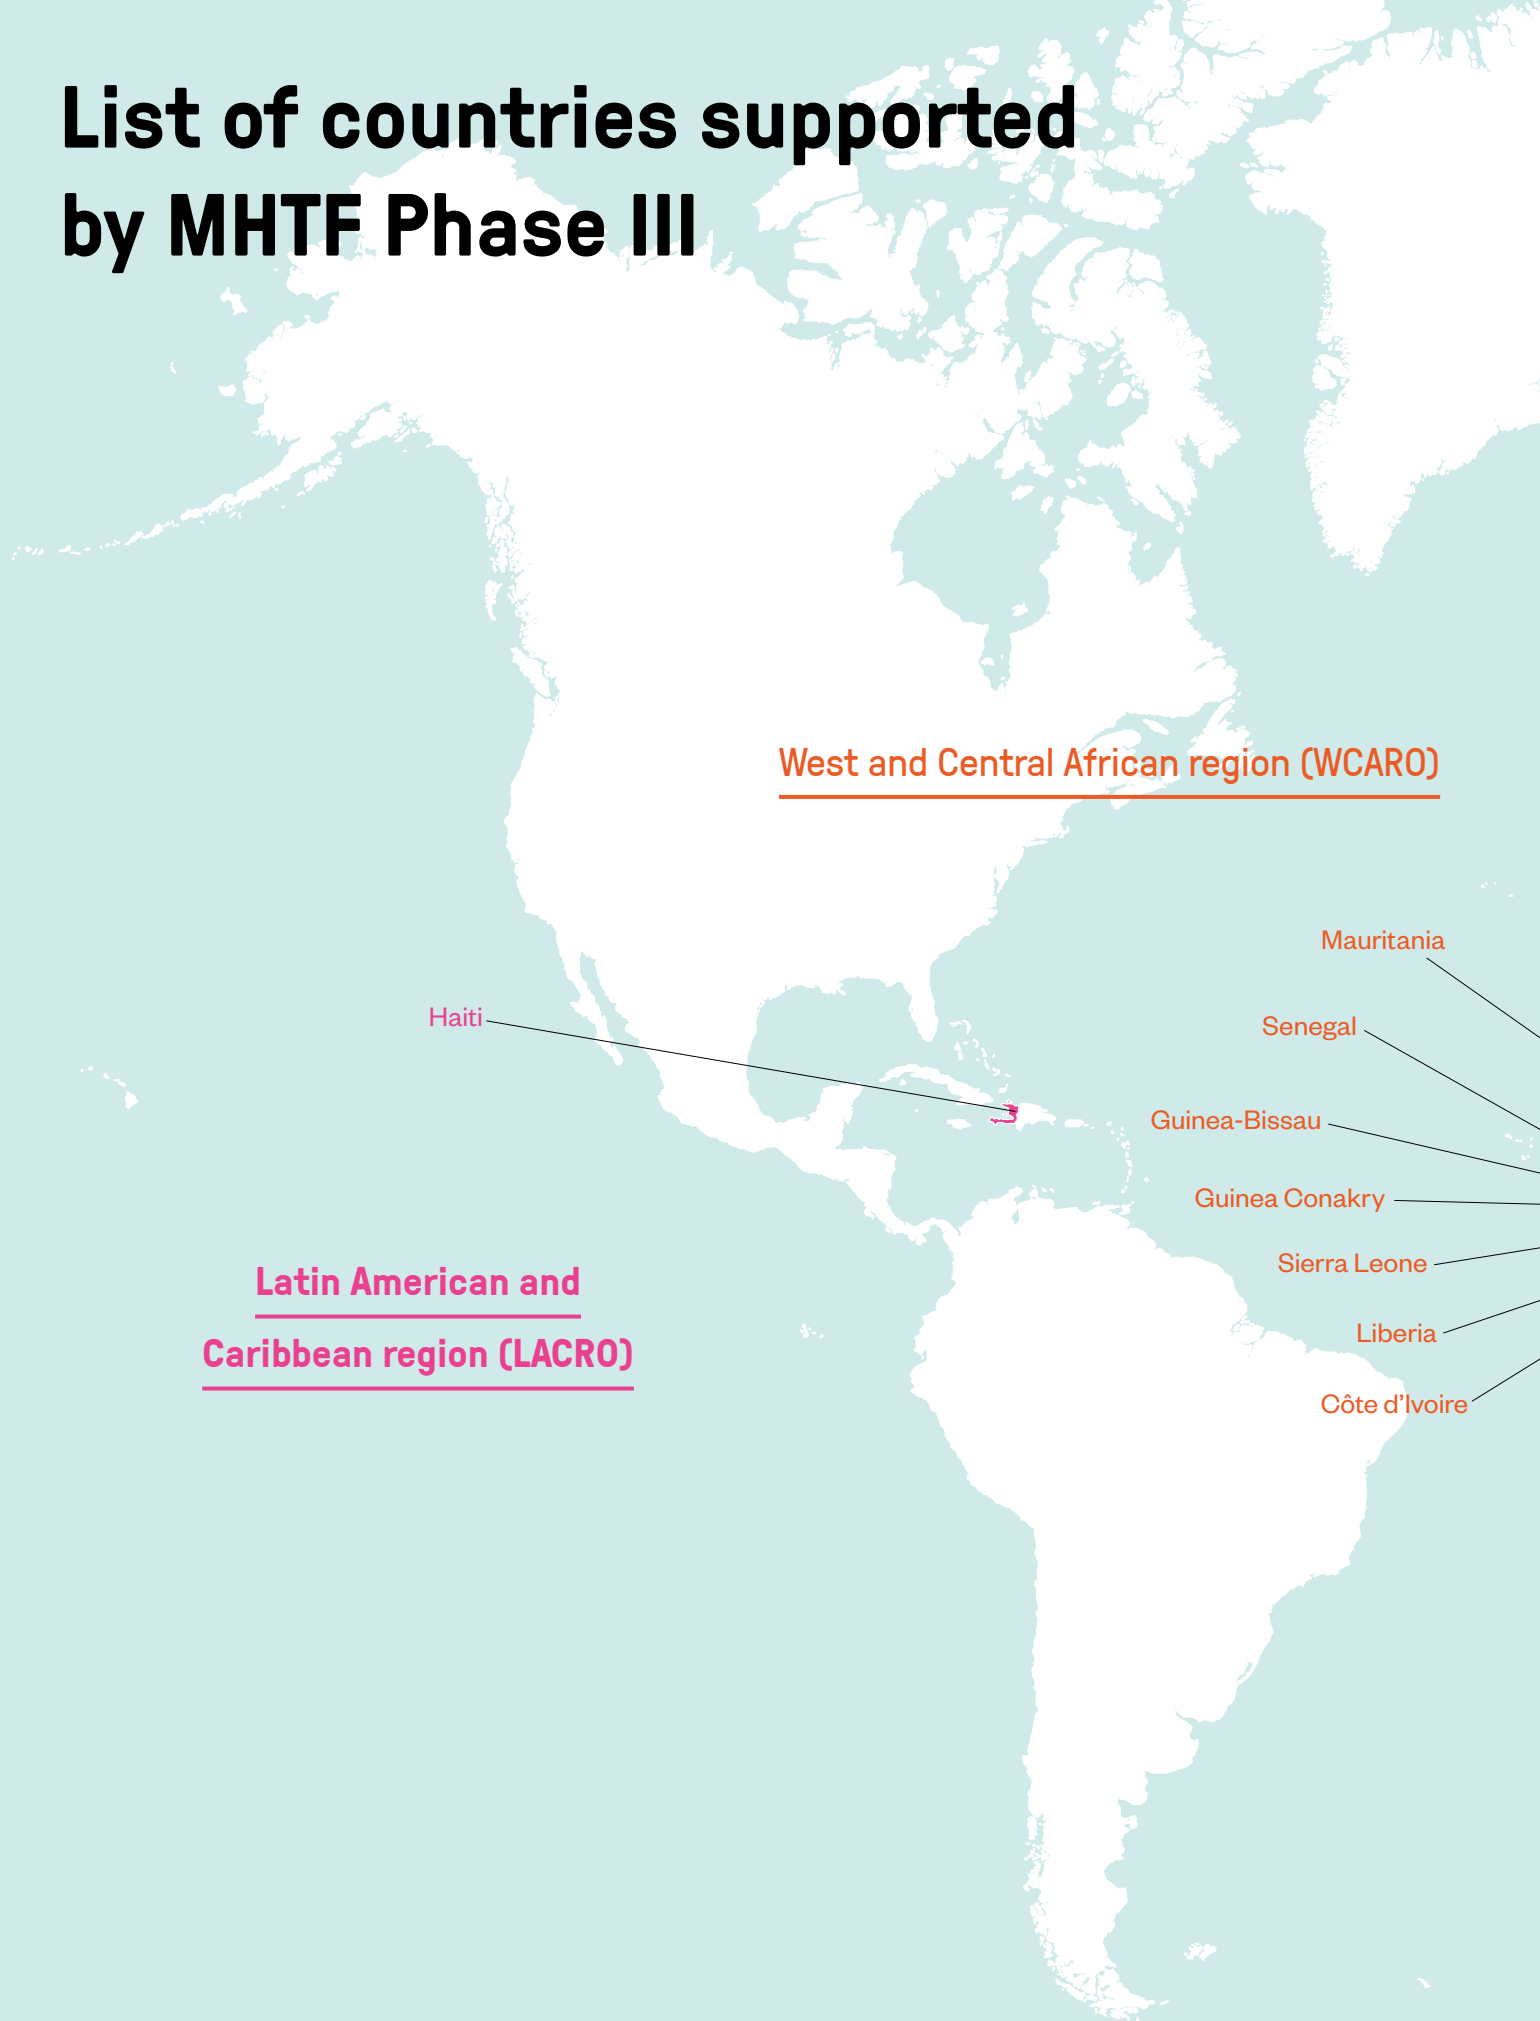 List of countries supported
by MHTF Phase III
West and Central African region (WCARO)
Mauritania
Haiti
Senegal
Guinea-Bissau
Guinea Conakry
Sierra Leone
Latin American and
Caribbean region (LACRO)
Liberia
Côte d’Ivoire